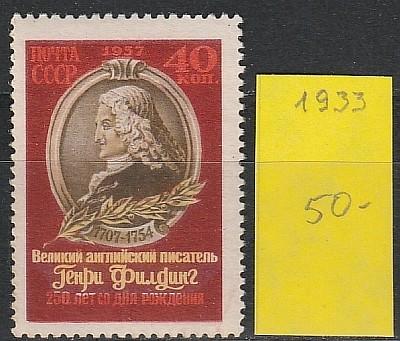 ПОЧТА 1957 40
СССР КОП.
1707-1754
Великий английский писатель
Генри Филдинг
250 лет со дня рождения
1933
50-